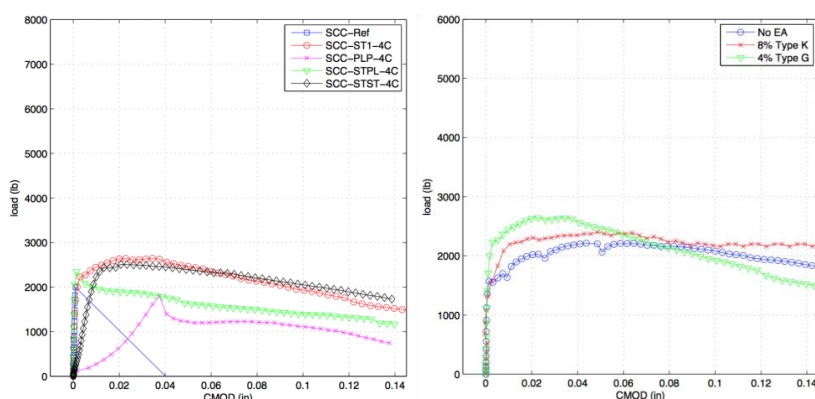 8000
7000
6000
5000
4000
3000
2000
1000
0
load (lb)
SCC-Ref
SCC-ST1-4C
SCC-PLP-4C
SCC-STPL-4C
SCC-STST-4C
0 0.02 0.04 0.06 0.08 0.1 0.12 0.14
CMOD (in)
6000
5000
4000
3000
2000
1000
0
load (lb)
No EA
8% Type K
4% Type G
0 0.02 0.04 0.06 0.08 0.1 0.12 0.14
CMOD (in)